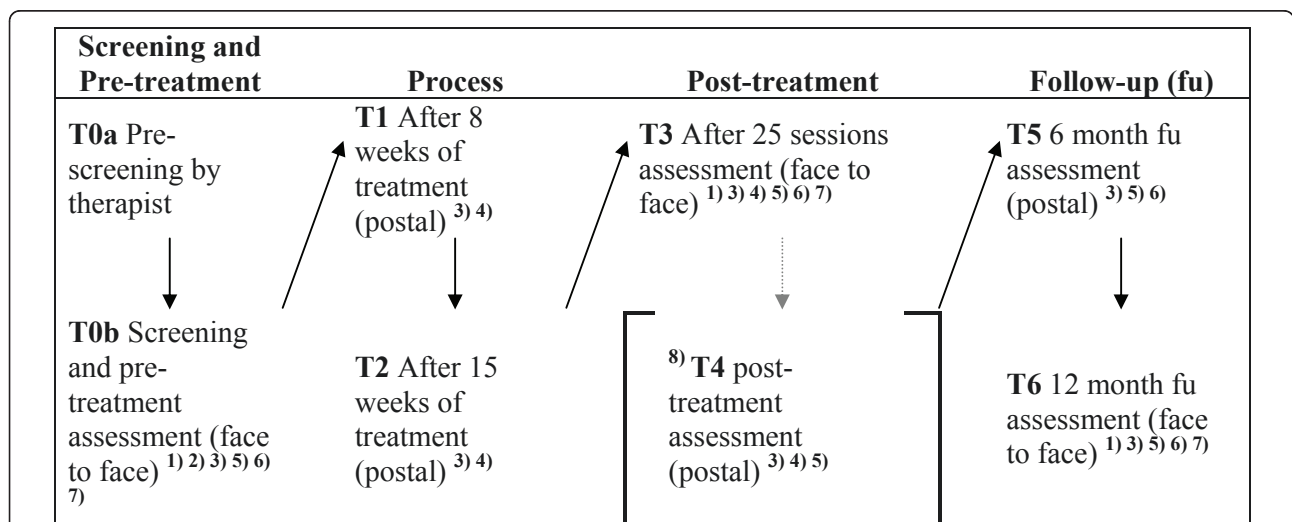 Screening and
Pre-treatment
Process
Post-treatment
Follow-up (fu)
T0a Pre-
screening by
therapist
T0b Screening
and pre-
treatment
assessment (face
to face) 1) 2) 3) 5) 6)
7)
T1 After 8
weeks of
treatment
(postal) 3) 4)
T2 After 15
weeks of
treatment
(postal) 3) 4)
T3 After 25 sessions
assessment (face to
face) 1) 3) 4) 5) 6) 7)
8) T4 post-
treatment
assessment
(postal) 3) 4) 5)
T5 6 month fu
assessment
(postal) 3) 5) 6)
T6 12 month fu
assessment (face
to face) 1) 3) 5) 6) 7)